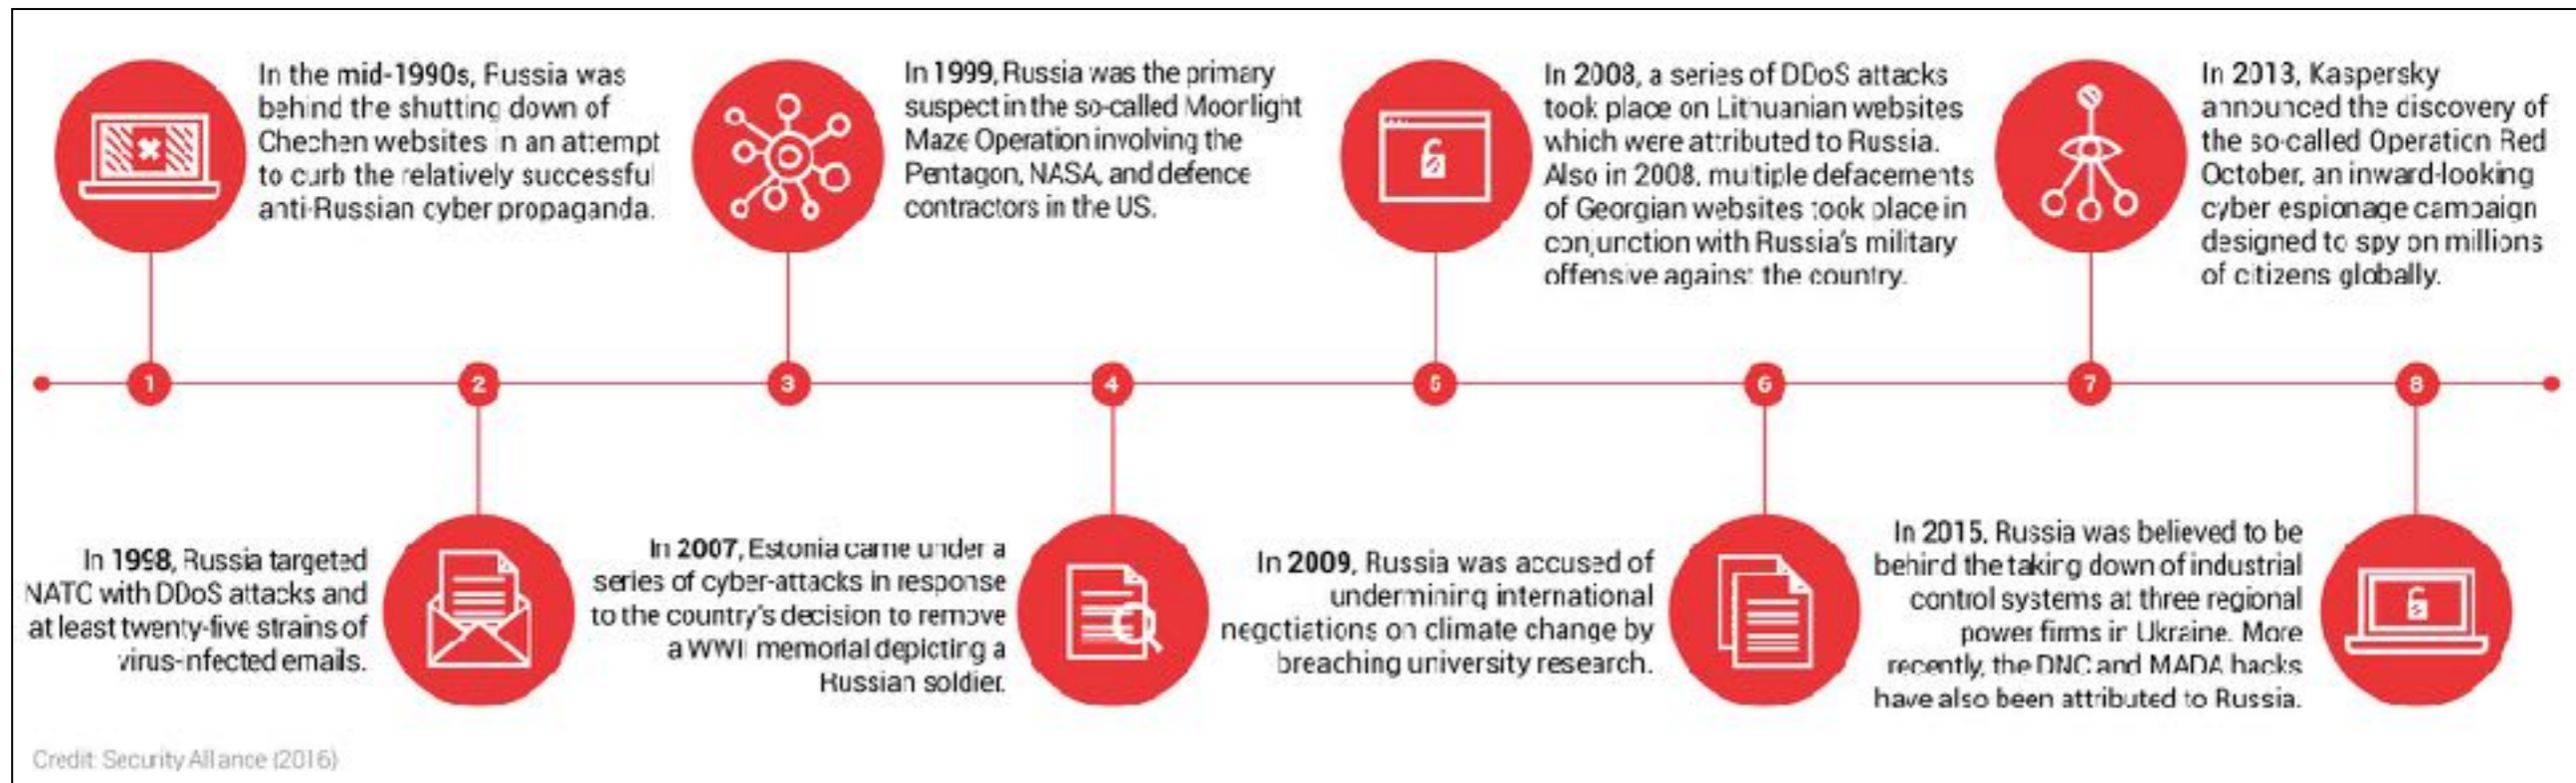 In the mid-1990s, Russia was
behind the shutting down of
Chechen websites in an attempt
to curb the relatively successful
anti-Russian cyber propaganda.
In 1999, Russia was the primary
suspect in the so-called Moonlight
Maze Operation involving the
Pentagon, NASA, and defence
contractors in the US.
In 2008, a series of DDoS attacks
took place on Lithuanian websites
which were attributed to Russia.
Also in 2008, multiple defacements
of Georgian websites took place in
conjunction with Russia's military
offensive against the country.
In 2013, Kaspersky
announced the discovery of
the so-called Operation Red
October, an inward-looking
cyber espionage campaign
designed to spy on millions
of citizens globally.
1
2
3
4
5
6
7
8
In 1998, Russia targeted
NATO with DDoS attacks and
at least twenty-five strains of
virus-infected emails.
In 2007, Estonia came under a
series of cyber-attacks in response
to the country's decision to remove
a WWII memorial depicting a
Russian soldier.
In 2009, Russia was accused of
undermining international
negotiations on climate change by
breaching university research.
In 2015, Russia was believed to be
behind the taking down of industrial
control systems at three regional
power firms in Ukraine. More
recently, the DNC and MADA hacks
have also been attributed to Russia.
Credit: Security Alliance (2016)